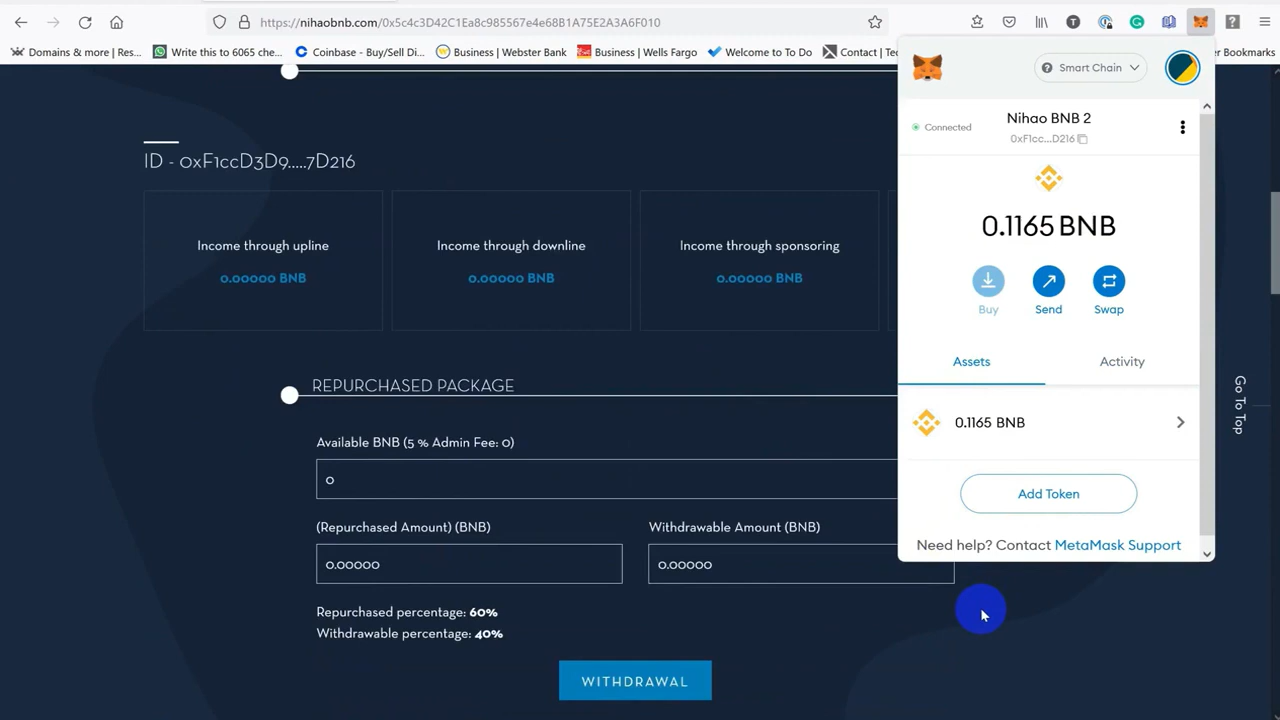 https://nihaobnb.com/0x5c4c3D42C1Ea8c985567e4e68B1A75E2A3A6F010
Domains & more | Res...
Write this to 6065 che...
Coinbase - Buy/Sell Di...
Business | Webster Bank
Business | Wells Fargo
Welcome to To Do
Contact | Tec
r Bookmarks
Smart Chain
Connected
Nihao BNB 2
0xF1cc...D216
0.1165 BNB
Buy
Send
Swap
Assets
Activity
0.1165 BNB
Add Token
Need help? Contact MetaMask Support
ID - 0xF1ccD3D9.....7D216
Income through upline
0.00000 BNB
Income through downline
0.00000 BNB
Income through sponsoring
0.00000 BNB
REPURCHASED PACKAGE
Available BNB (5 % Admin Fee: 0)
0
(Repurchased Amount) (BNB)
0.00000
Withdrawable Amount (BNB)
0.00000
Repurchased percentage: 60%
Withdrawable percentage: 40%
WITHDRAWAL
Go To Top